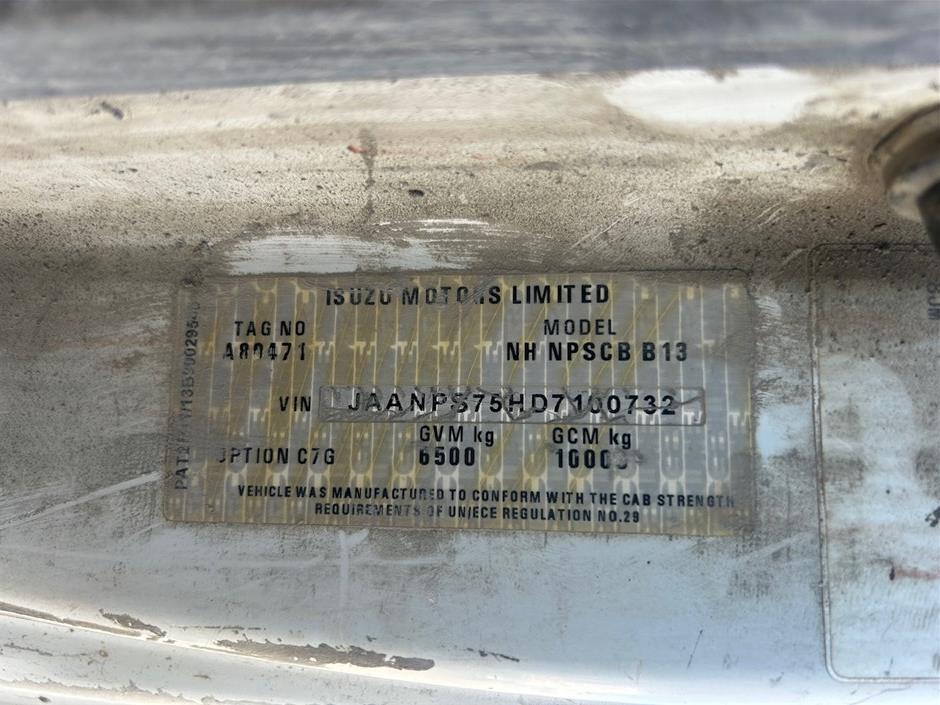 ISUZU MOTORS LIMITED
TAG NO
MODEL
A80471
NH NPSCB B13
VIN JAANPS75HD7100732
GVM kg
GCM kg
OPTION C7G
6500
10000
VEHICLE WAS MANUFACTURED TO CONFORM WITH THE CAB STRENGTH
REQUIREMENTS OF UN/ECE REGULATION NO.29